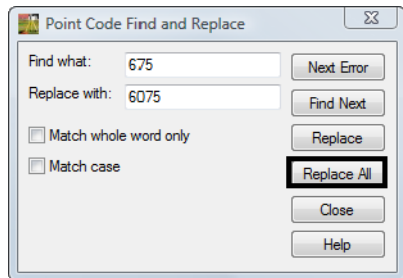 Point Code Find and Replace
Find what: 675 Next Error
Replace with: 6075 Find Next
Match whole word only Replace
Match case Replace All
Close
Help